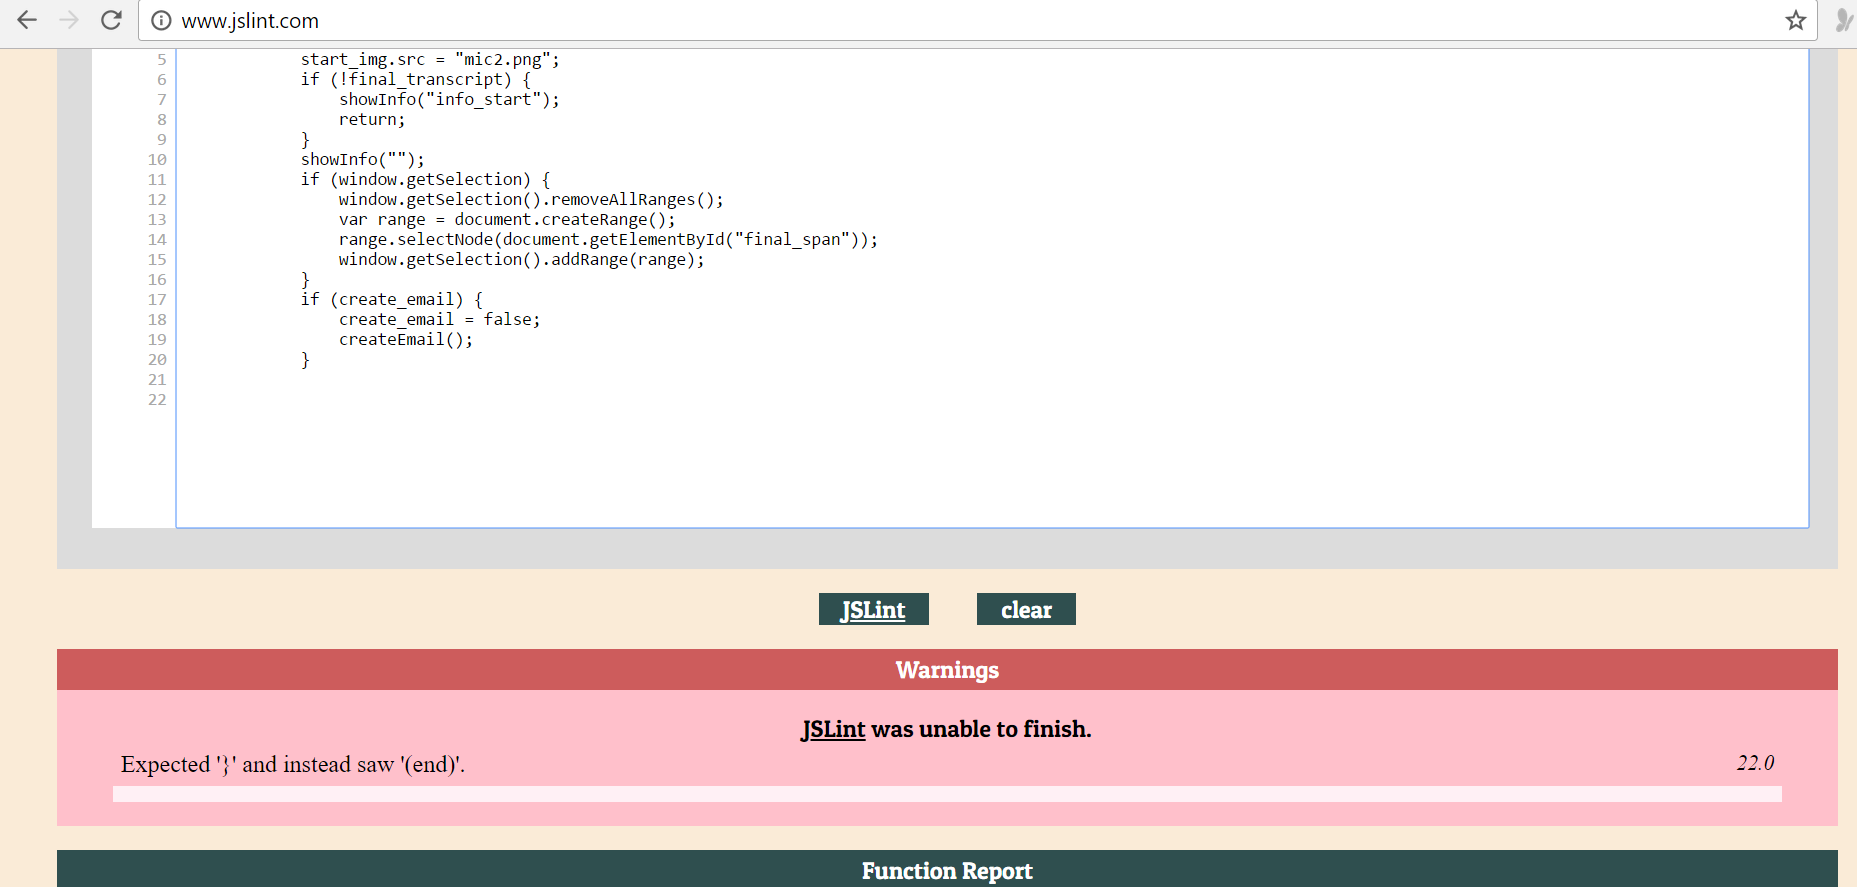 www.jslint.com
5 start_img.src = "mic2.png";
6 if (!final_transcript) {
7 showInfo("info_start");
8 return;
9 }
10 showInfo("");
11 if (window.getSelection) {
12 window.getSelection().removeAllRanges();
13 var range = document.createRange();
14 range.selectNode(document.getElementById("final_span"));
15 window.getSelection().addRange(range);
16 }
17 if (create_email) {
18 create_email = false;
19 createEmail();
20 }
21
22
JSLint clear
Warnings
JSLint was unable to finish.
Expected '}' and instead saw '(end)'. 22.0
Function Report